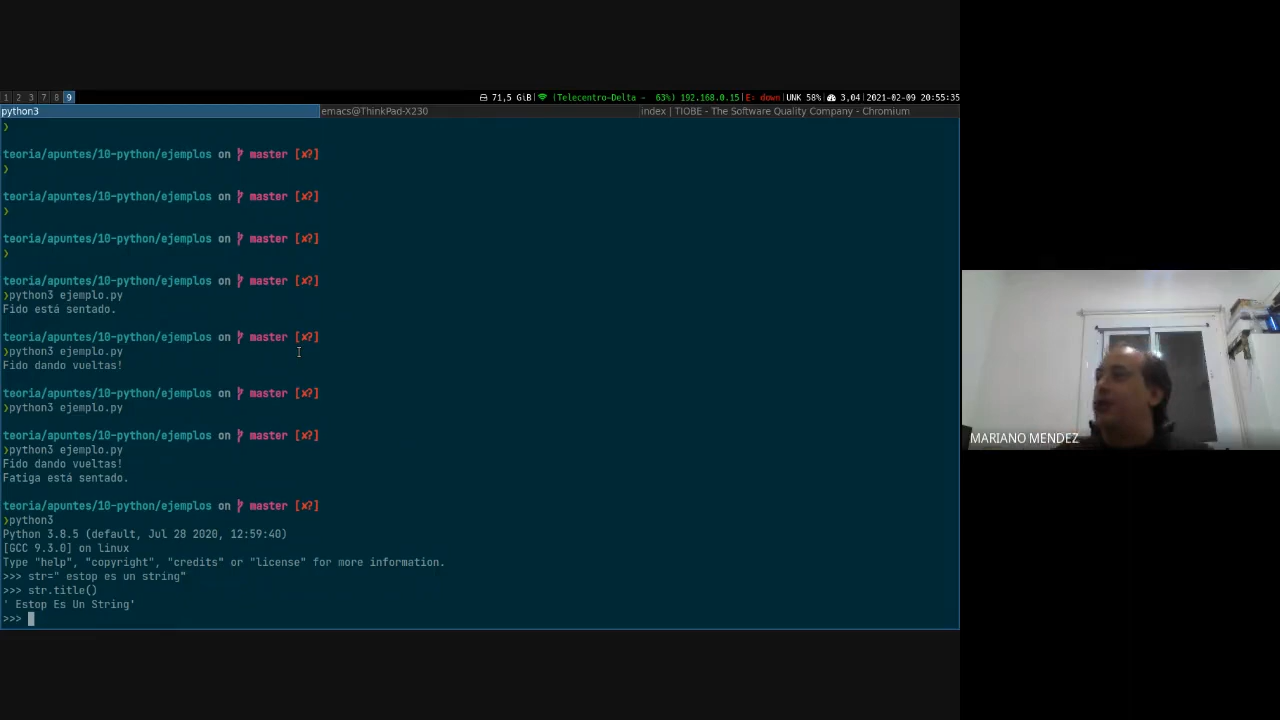 1 2 3 7 8 9
71,5 GiB| (Telecentro-Delta - 63%) 192.168.0.15|E: down|UNK 58%| 3,04|2021-02-09 20:55:35
python3
emacs@ThinkPad-X230
index | TIOBE - The Software Quality Company - Chromium
❯
teoria/apuntes/10-python/ejemplos on master [✘?]
❯
teoria/apuntes/10-python/ejemplos on master [✘?]
❯
teoria/apuntes/10-python/ejemplos on master [✘?]
❯
teoria/apuntes/10-python/ejemplos on master [✘?]
❯python3 ejemplo.py
Fido está sentado.
teoria/apuntes/10-python/ejemplos on master [✘?]
❯python3 ejemplo.py
Fido dando vueltas!
teoria/apuntes/10-python/ejemplos on master [✘?]
❯python3 ejemplo.py
teoria/apuntes/10-python/ejemplos on master [✘?]
❯python3 ejemplo.py
Fido dando vueltas!
Fatiga está sentado.
teoria/apuntes/10-python/ejemplos on master [✘?]
❯python3
Python 3.8.5 (default, Jul 28 2020, 12:59:40)
[GCC 9.3.0] on linux
Type "help", "copyright", "credits" or "license" for more information.
>>> str=" estop es un string"
>>> str.title()
' Estop Es Un String'
>>>
MARIANO MENDEZ